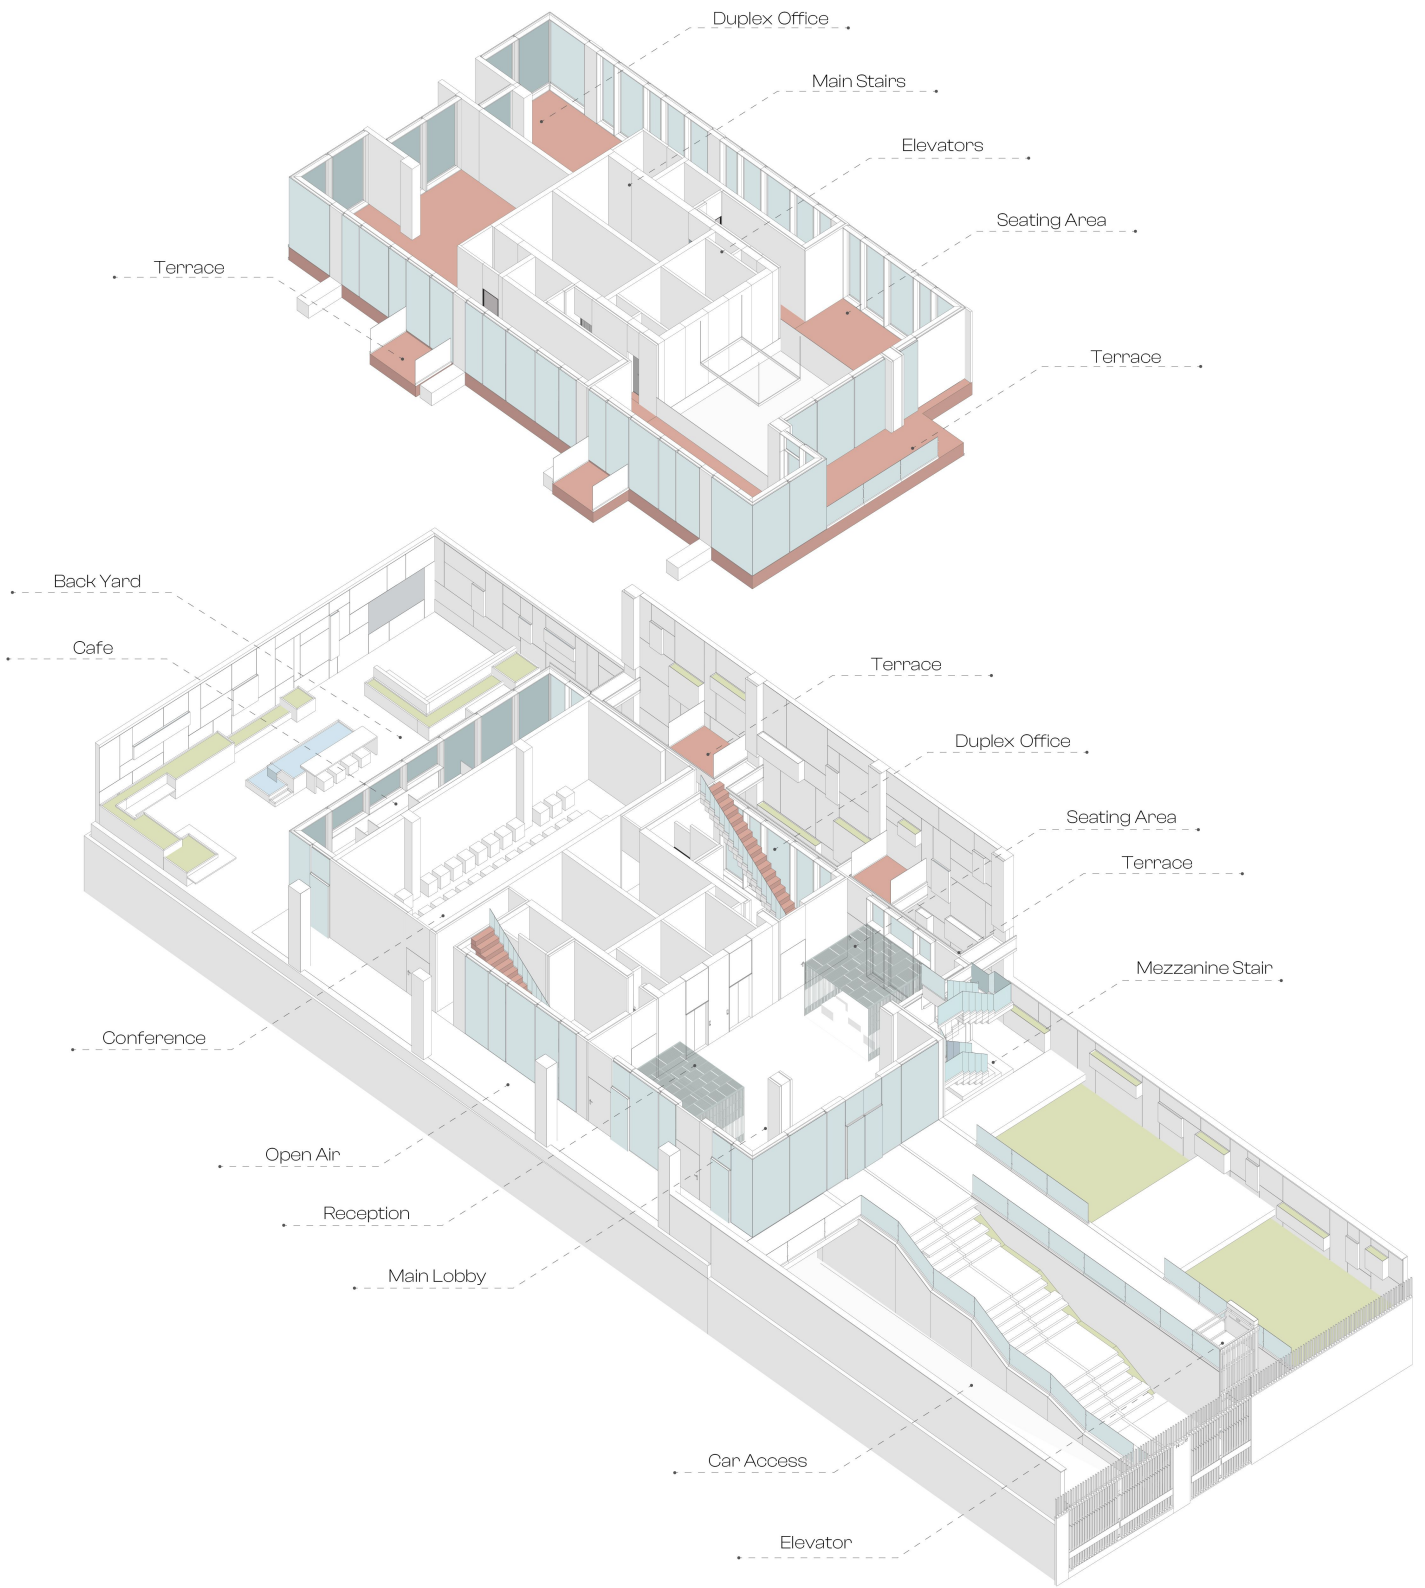 Duplex Office
Main Stairs
Elevators
Seating Area
Terrace
Terrace
Back Yard
Cafe
Terrace
Duplex Office
Seating Area
Terrace
Mezzanine Stair
Conference
Open Air
Reception
Main Lobby
Car Access
Elevator